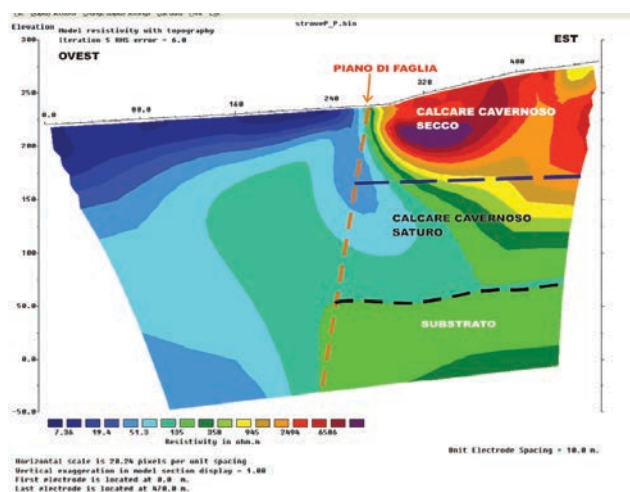 stroveP_P.bin
Elevation
Model resistivity with topography
Iteration 5 RMS error = 6.0
300
OVEST
EST
PIANO DI FAGLIA
250
0.0
80.0
160
240
320
400
CALCARE CAVERNOSO
SECCO
200
150
CALCARE CAVERNOSO
SATURO
100
50.0
SUBSTRATO
0.0
-50.0
7.36 19.4 51.3 135 358 945 2494 6586
Resistivity in ohm.m
Unit Electrode Spacing = 10.0 m.
Horizontal scale is 20.24 pixels per unit spacing
Vertical exaggeration in model section display = 1.00
First electrode is located at 0.0 m.
Last electrode is located at 470.0 m.